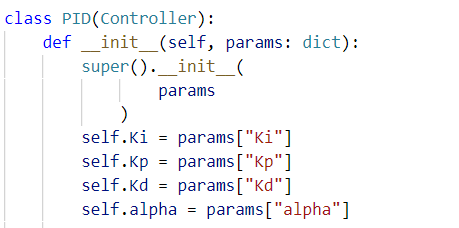 class PID(Controller):
    def __init__(self, params: dict):
        super().__init__(
                params
            )
        self.Ki = params["Ki"]
        self.Kp = params["Kp"]
        self.Kd = params["Kd"]
        self.alpha = params["alpha"]